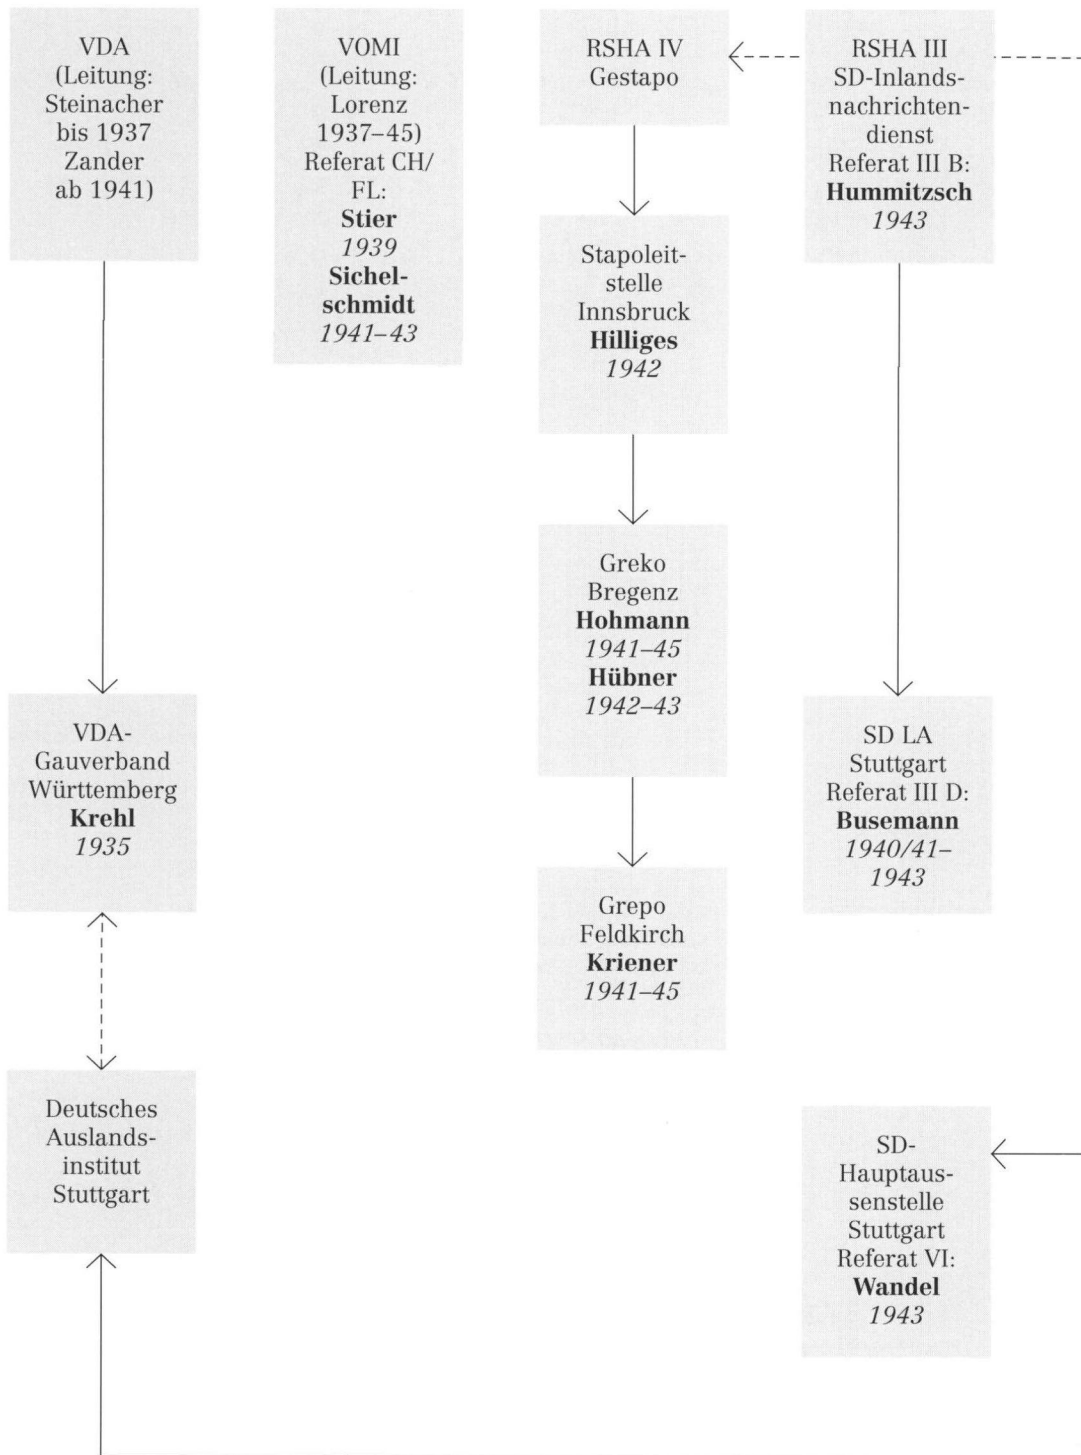 VDA
(Leitung:
Steinacher
bis 1937
Zander
ab 1941)
VOMI
(Leitung:
Lorenz
1937–45)
Referat CH/
FL:
Stier
1939
Sichel-
schmidt
1941–43
RSHA IV
Gestapo
RSHA III
SD-Inlands-
nachrichten-
dienst
Referat III B:
Hummitzsch
1943
Stapoleit-
stelle
Innsbruck
Hilliges
1942
Greko
Bregenz
Hohmann
1941–45
Hübner
1942–43
VDA-
Gauverband
Württemberg
Krehl
1935
SD LA
Stuttgart
Referat III D:
Busemann
1940/41–
1943
Grepo
Feldkirch
Kriener
1941–45
Deutsches
Auslands-
institut
Stuttgart
SD-
Hauptaus-
senstelle
Stuttgart
Referat VI:
Wandel
1943